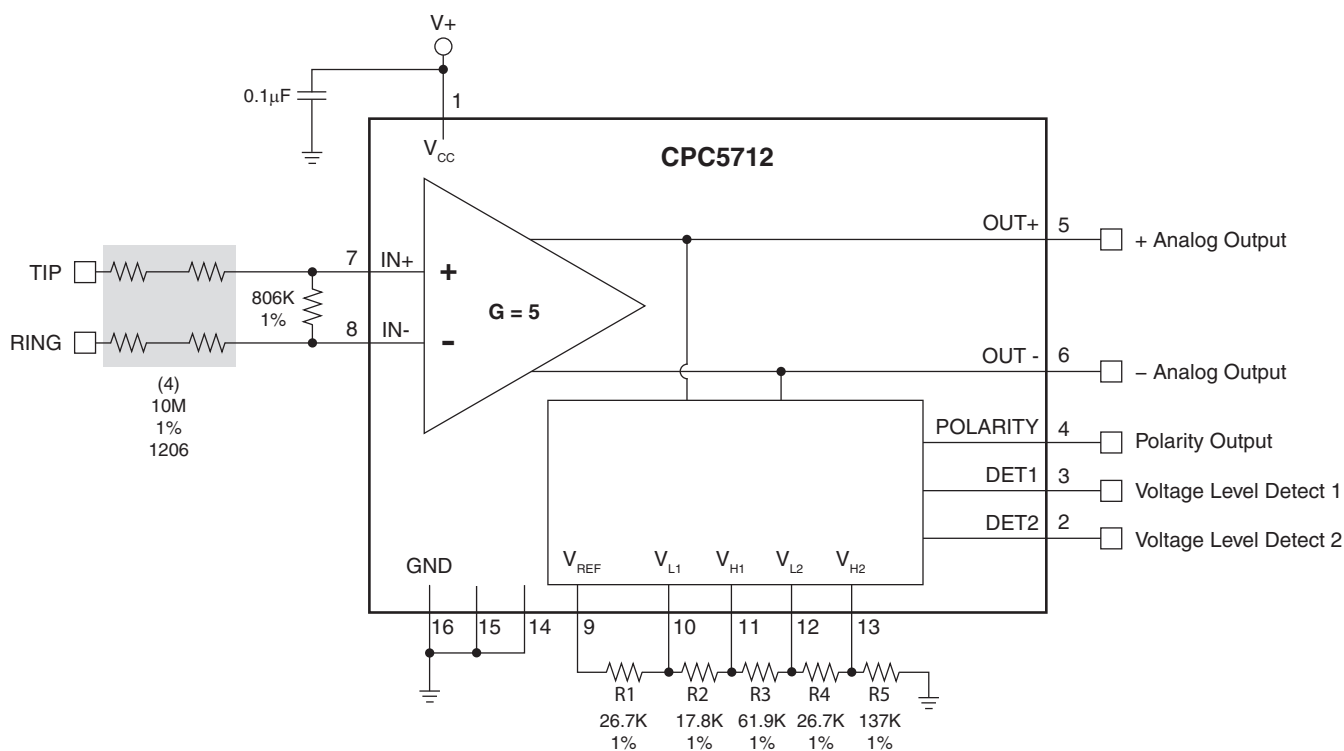 V+
0.1μF
1
VCC
CPC5712
OUT+
5
+ Analog Output
TIP
7
IN+
+
806K
1%
G = 5
RING
8
IN-
-
OUT -
6
− Analog Output
(4)
10M
1%
1206
POLARITY
4
Polarity Output
DET1
3
Voltage Level Detect 1
DET2
2
Voltage Level Detect 2
GND
VREF
VL1
VH1
VL2
VH2
16
15
14
9
10
11
12
13
R1
R2
R3
R4
R5
26.7K
17.8K
61.9K
26.7K
137K
1%
1%
1%
1%
1%